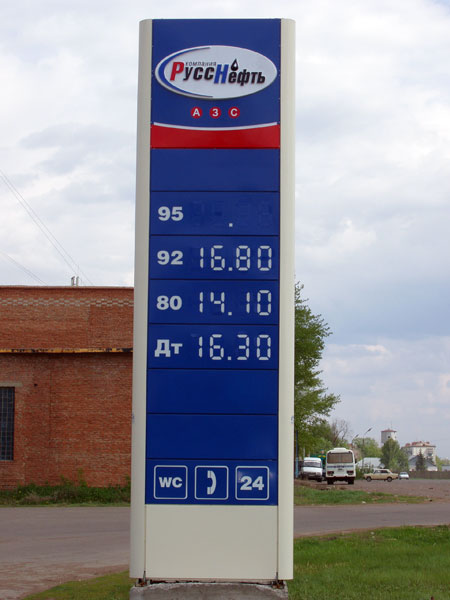 компания
РуссНефть
А З С
95 .
92 16.80
80 14.10
Дт 16.30
WC 24